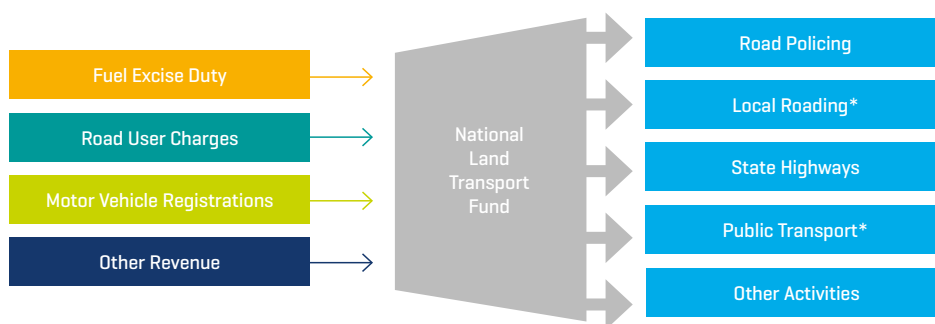 Fuel Excise Duty
Road User Charges
Motor Vehicle Registrations
Other Revenue
National
Land
Transport
Fund
Road Policing
Local Roading*
State Highways
Public Transport*
Other Activities